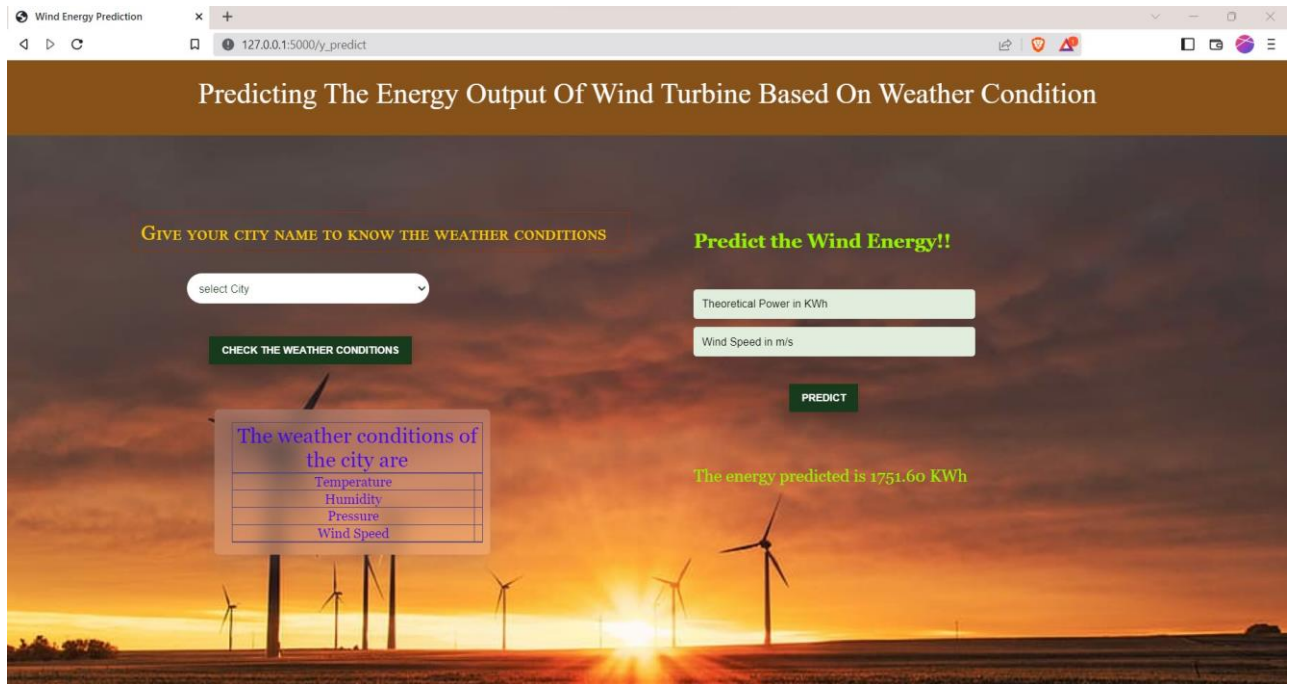 Wind Energy Prediction
127.0.0.1:5000/y_predict
Predicting The Energy Output Of Wind Turbine Based On Weather Condition
GIVE YOUR CITY NAME TO KNOW THE WEATHER CONDITIONS
select City
CHECK THE WEATHER CONDITIONS
The weather conditions of
the city are
Temperature
Humidity
Pressure
Wind Speed
Predict the Wind Energy!!
Theoretical Power in KWh
Wind Speed in m/s
PREDICT
The energy predicted is 1751.60 KWh